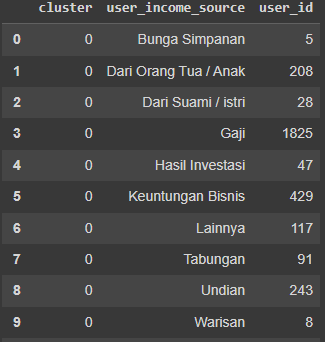 cluster user_income_source user_id
0 0 Bunga Simpanan 5
1 0 Dari Orang Tua / Anak 208
2 0 Dari Suami / istri 28
3 0 Gaji 1825
4 0 Hasil Investasi 47
5 0 Keuntungan Bisnis 429
6 0 Lainnya 117
7 0 Tabungan 91
8 0 Undian 243
9 0 Warisan 8